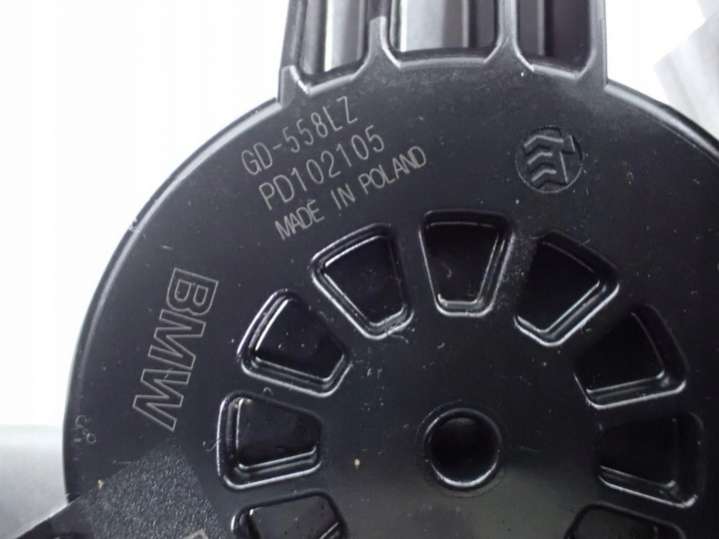 GD-558LZ
PD102105
MADE IN POLAND
BMW